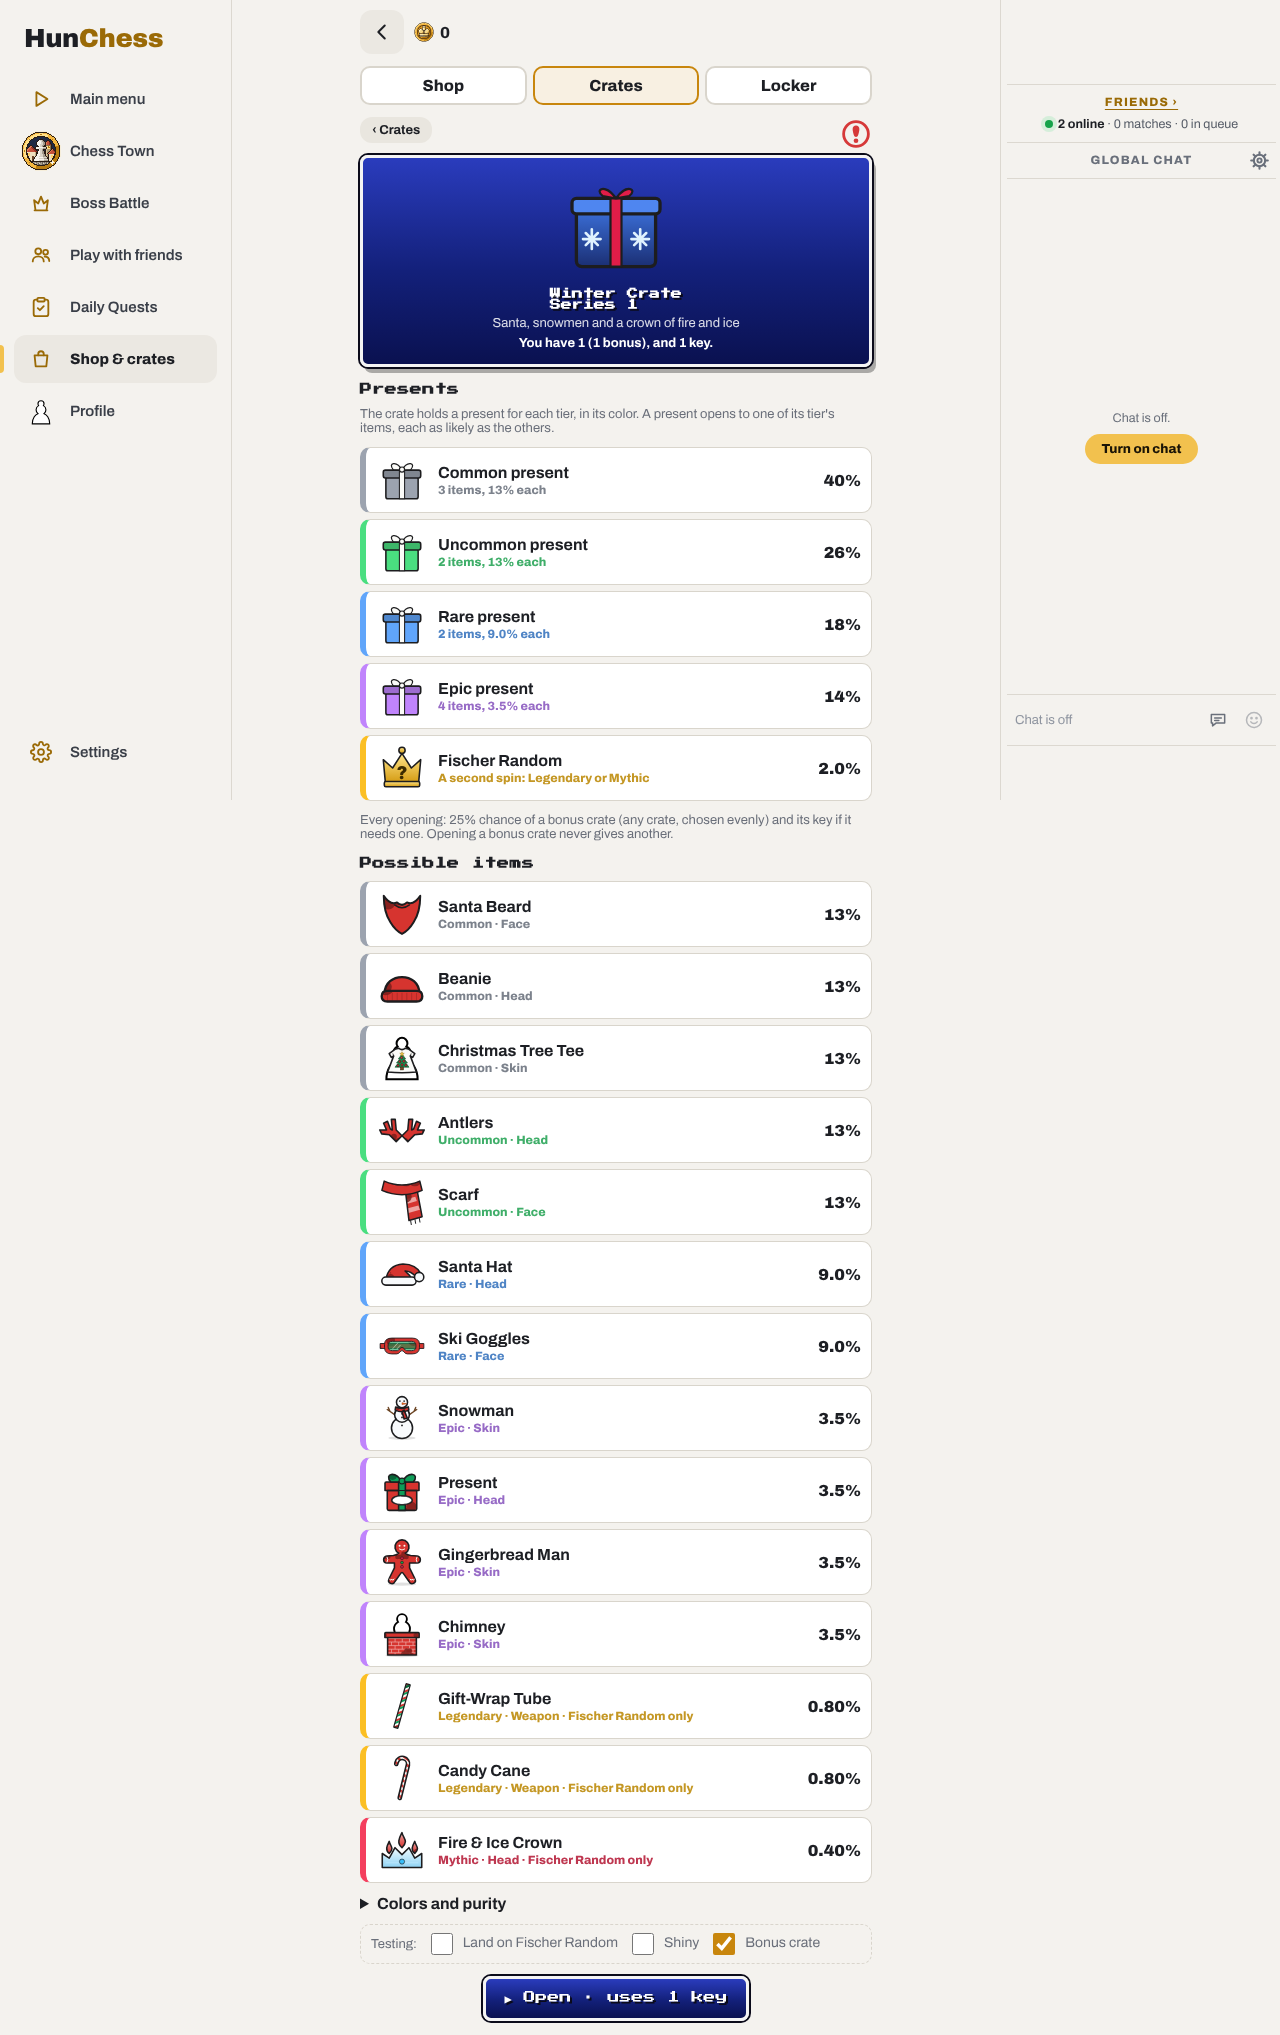 HunChess
Main menu
Chess Town
Boss Battle
Play with friends
Daily Quests
Shop & crates
Profile
Settings
0
Shop
Crates
Locker
‹ Crates
Winter Crate
Series 1
Santa, snowmen and a crown of fire and ice
You have 1 (1 bonus), and 1 key.
Presents
The crate holds a present for each tier, in its color. A present opens to one of its tier's
items, each as likely as the others.
Common present
3 items, 13% each
40%
Uncommon present
2 items, 13% each
26%
Rare present
2 items, 9.0% each
18%
Epic present
4 items, 3.5% each
14%
?
Fischer Random
A second spin: Legendary or Mythic
2.0%
Every opening: 25% chance of a bonus crate (any crate, chosen evenly) and its key if it
needs one. Opening a bonus crate never gives another.
Possible items
Santa Beard
Common · Face
13%
Beanie
Common · Head
13%
Christmas Tree Tee
Common · Skin
13%
Antlers
Uncommon · Head
13%
Scarf
Uncommon · Face
13%
Santa Hat
Rare · Head
9.0%
Ski Goggles
Rare · Face
9.0%
Snowman
Epic · Skin
3.5%
Present
Epic · Head
3.5%
Gingerbread Man
Epic · Skin
3.5%
Chimney
Epic · Skin
3.5%
Gift-Wrap Tube
Legendary · Weapon · Fischer Random only
0.80%
Candy Cane
Legendary · Weapon · Fischer Random only
0.80%
Fire & Ice Crown
Mythic · Head · Fischer Random only
0.40%
▶ Colors and purity
Testing: Land on Fischer Random Shiny Bonus crate
▶ Open · uses 1 key
FRIENDS ›
2 online · 0 matches · 0 in queue
GLOBAL CHAT
Chat is off.
Turn on chat
Chat is off